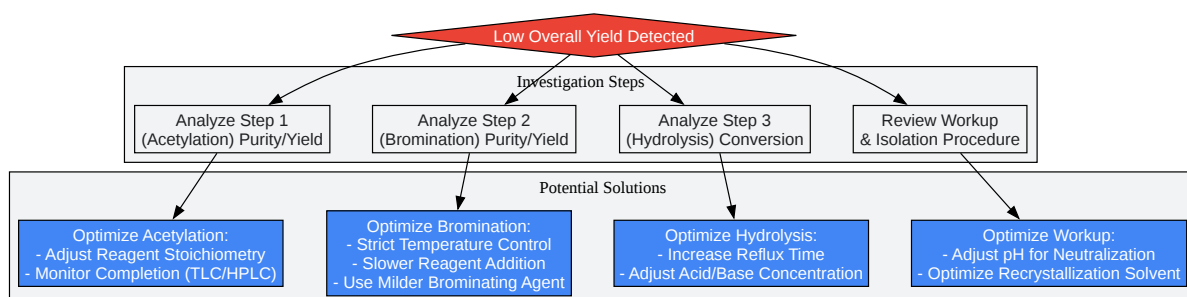 Low Overall Yield Detected
Investigation Steps
Analyze Step 1
(Acetylation) Purity/Yield
Analyze Step 2
(Bromination) Purity/Yield
Analyze Step 3
(Hydrolysis) Conversion
Review Workup
& Isolation Procedure
Potential Solutions
Optimize Acetylation:
- Adjust Reagent Stoichiometry
- Monitor Completion (TLC/HPLC)
Optimize Bromination:
- Strict Temperature Control
- Slower Reagent Addition
- Use Milder Brominating Agent
Optimize Hydrolysis:
- Increase Reflux Time
- Adjust Acid/Base Concentration
Optimize Workup:
- Adjust pH for Neutralization
- Optimize Recrystallization Solvent